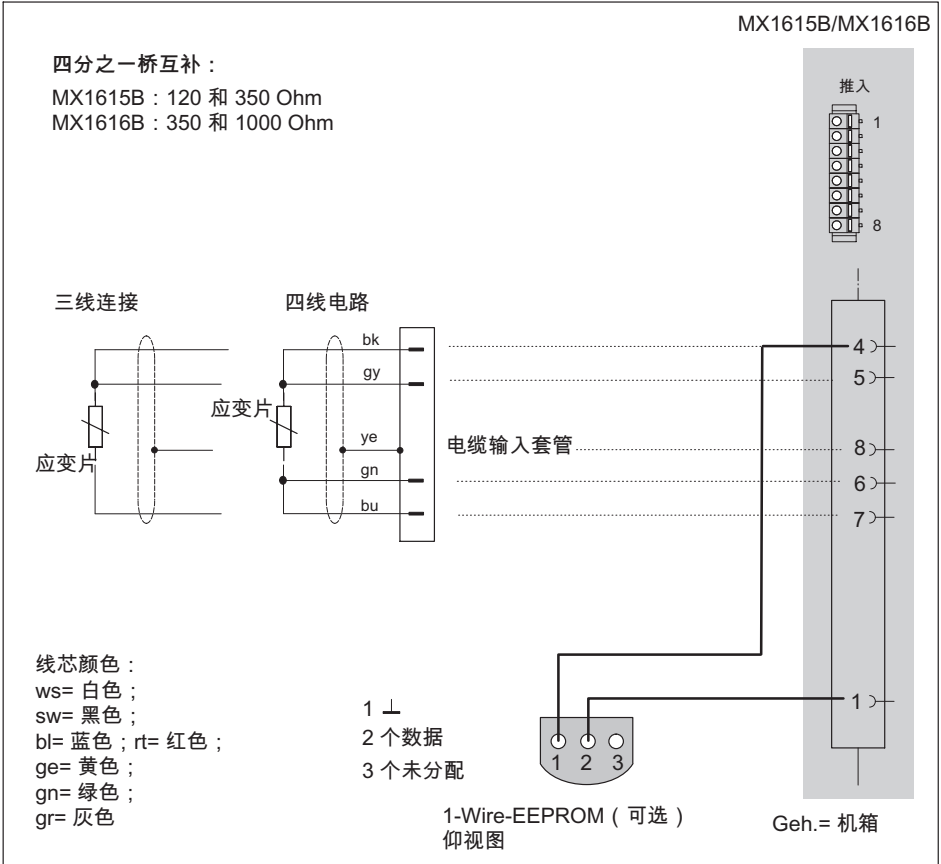 MX1615B/MX1616B
四分之一桥互补：
MX1615B：120 和 350 Ohm
MX1616B：350 和 1000 Ohm
推入
1
8
三线连接
四线电路
bk
gy
应变片
应变片
ye
gn
bu
电缆输入套管
4
5
8
6
7
1
线芯颜色：
ws= 白色；
sw= 黑色；
bl= 蓝色；rt= 红色；
ge= 黄色；
gn= 绿色；
gr= 灰色
1 ⊥
2 个数据
3 个未分配
1 2 3
1-Wire-EEPROM（可选）
仰视图
Geh.= 机箱